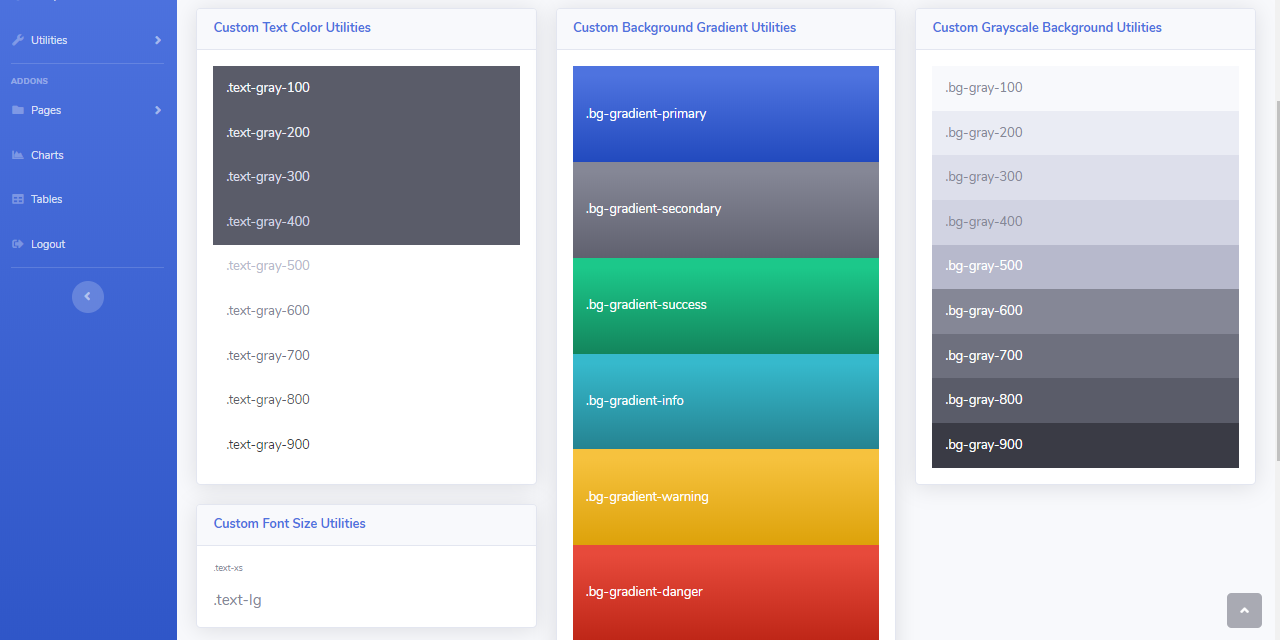 Utilities
ADDONS
Pages
Charts
Tables
Logout
Custom Text Color Utilities
.text-gray-100
.text-gray-200
.text-gray-300
.text-gray-400
.text-gray-500
.text-gray-600
.text-gray-700
.text-gray-800
.text-gray-900
Custom Font Size Utilities
.text-xs
.text-lg
Custom Background Gradient Utilities
.bg-gradient-primary
.bg-gradient-secondary
.bg-gradient-success
.bg-gradient-info
.bg-gradient-warning
.bg-gradient-danger
Custom Grayscale Background Utilities
.bg-gray-100
.bg-gray-200
.bg-gray-300
.bg-gray-400
.bg-gray-500
.bg-gray-600
.bg-gray-700
.bg-gray-800
.bg-gray-900